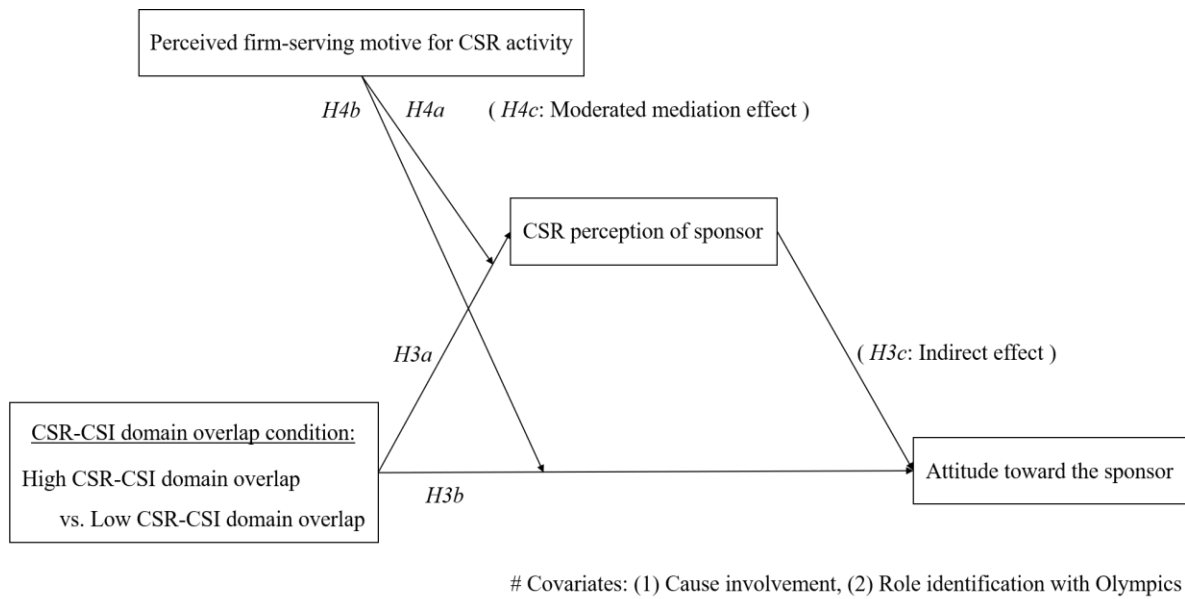 Perceived firm-serving motive for CSR activity
H4b
H4a
( H4c: Moderated mediation effect )
CSR perception of sponsor
H3a
( H3c: Indirect effect )
CSR-CSI domain overlap condition:
High CSR-CSI domain overlap
vs. Low CSR-CSI domain overlap
H3b
Attitude toward the sponsor
# Covariates: (1) Cause involvement, (2) Role identification with Olympics